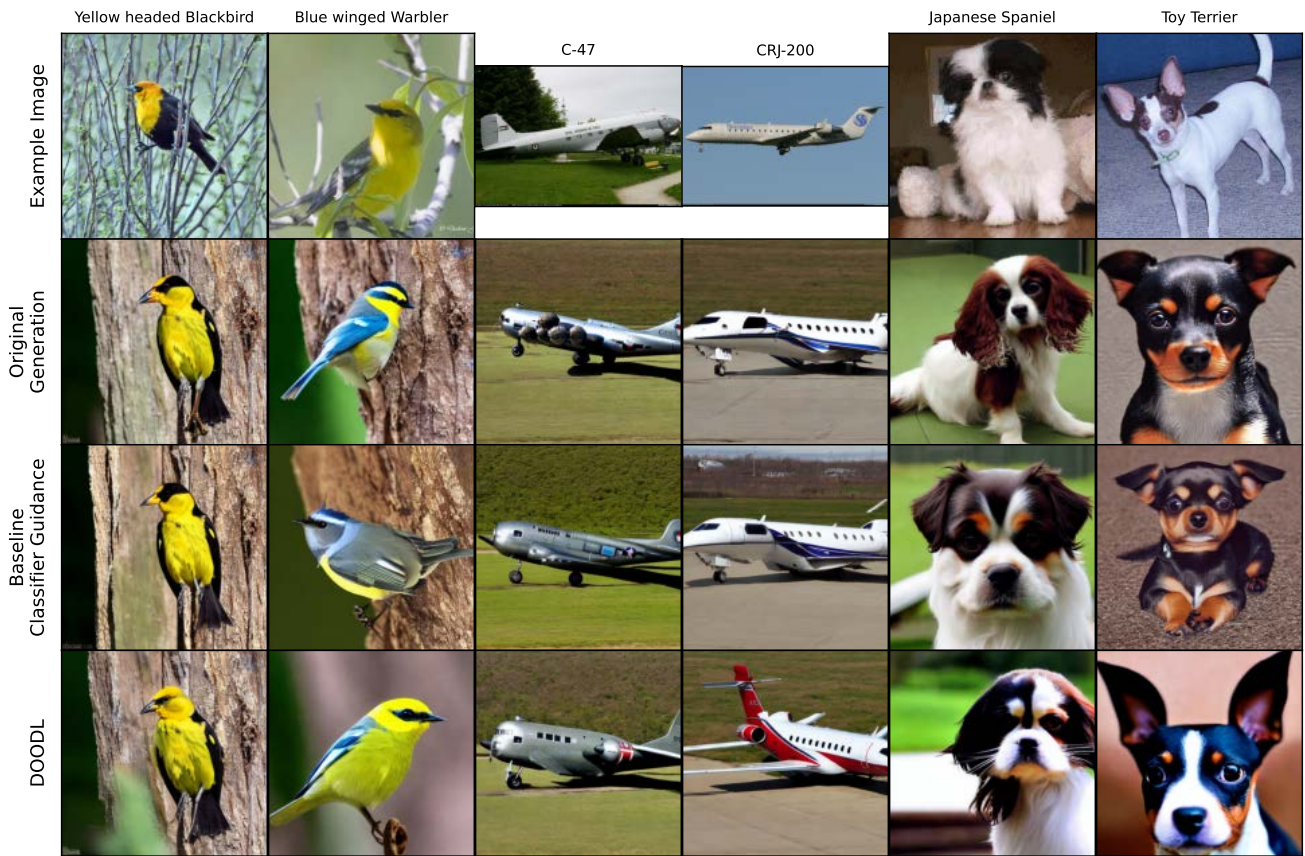 Yellow headed Blackbird
Blue winged Warbler
C-47
CRJ-200
Japanese Spaniel
Toy Terrier
Example Image
Original
Generation
Baseline
Classifier Guidance
DOODL